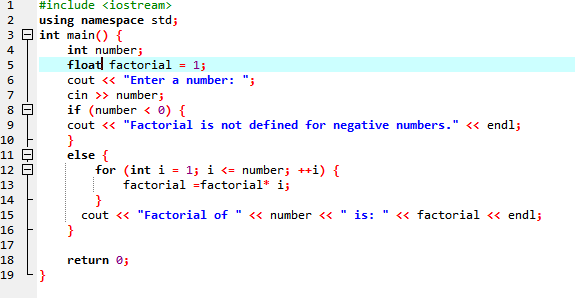 1 #include <iostream>
2 using namespace std;
3 int main() {
4 int number;
5 float factorial = 1;
6 cout << "Enter a number: ";
7 cin >> number;
8 if (number < 0) {
9 cout << "Factorial is not defined for negative numbers." << endl;
10 }
11 else {
12 for (int i = 1; i <= number; ++i) {
13 factorial =factorial* i;
14 }
15 cout << "Factorial of " << number << " is: " << factorial << endl;
16 }
17
18 return 0;
19 }